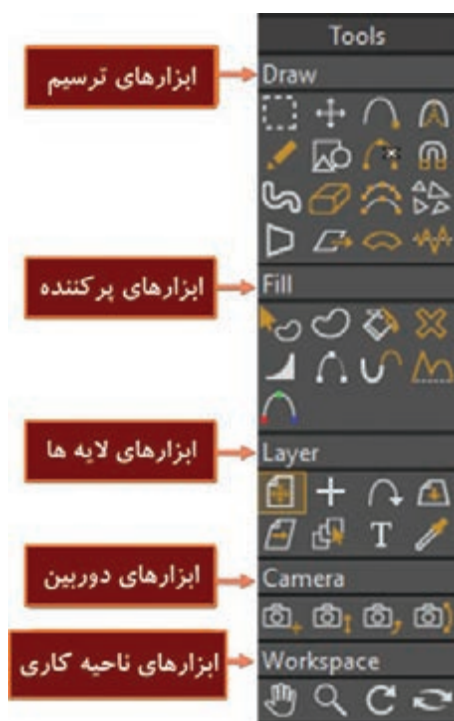 Tools
ابزارهای ترسیم
Draw
ابزارهای پرکننده
Fill
ابزارهای لایه ها
Layer
T
ابزارهای دوربین
Camera
ابزارهای ناحیه کاری
Workspace